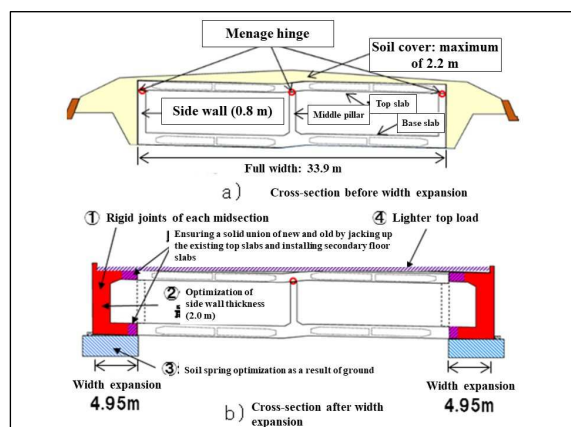 Menage hinge
Soil cover: maximum
of 2.2 m
Side wall (0.8 m)
Middle pillar
Top slab
Base slab
Full width: 33.9 m
a) Cross-section before width expansion
① Rigid joints of each midsection
④ Lighter top load
Ensuring a solid union of new and old by jacking up
the existing top slabs and installing secondary floor
slabs
② Optimization of
side wall thickness
(2.0 m)
③ Soil spring optimization as a result of ground
Width expansion
4.95m
Width expansion
4.95m
b) Cross-section after width
expansion